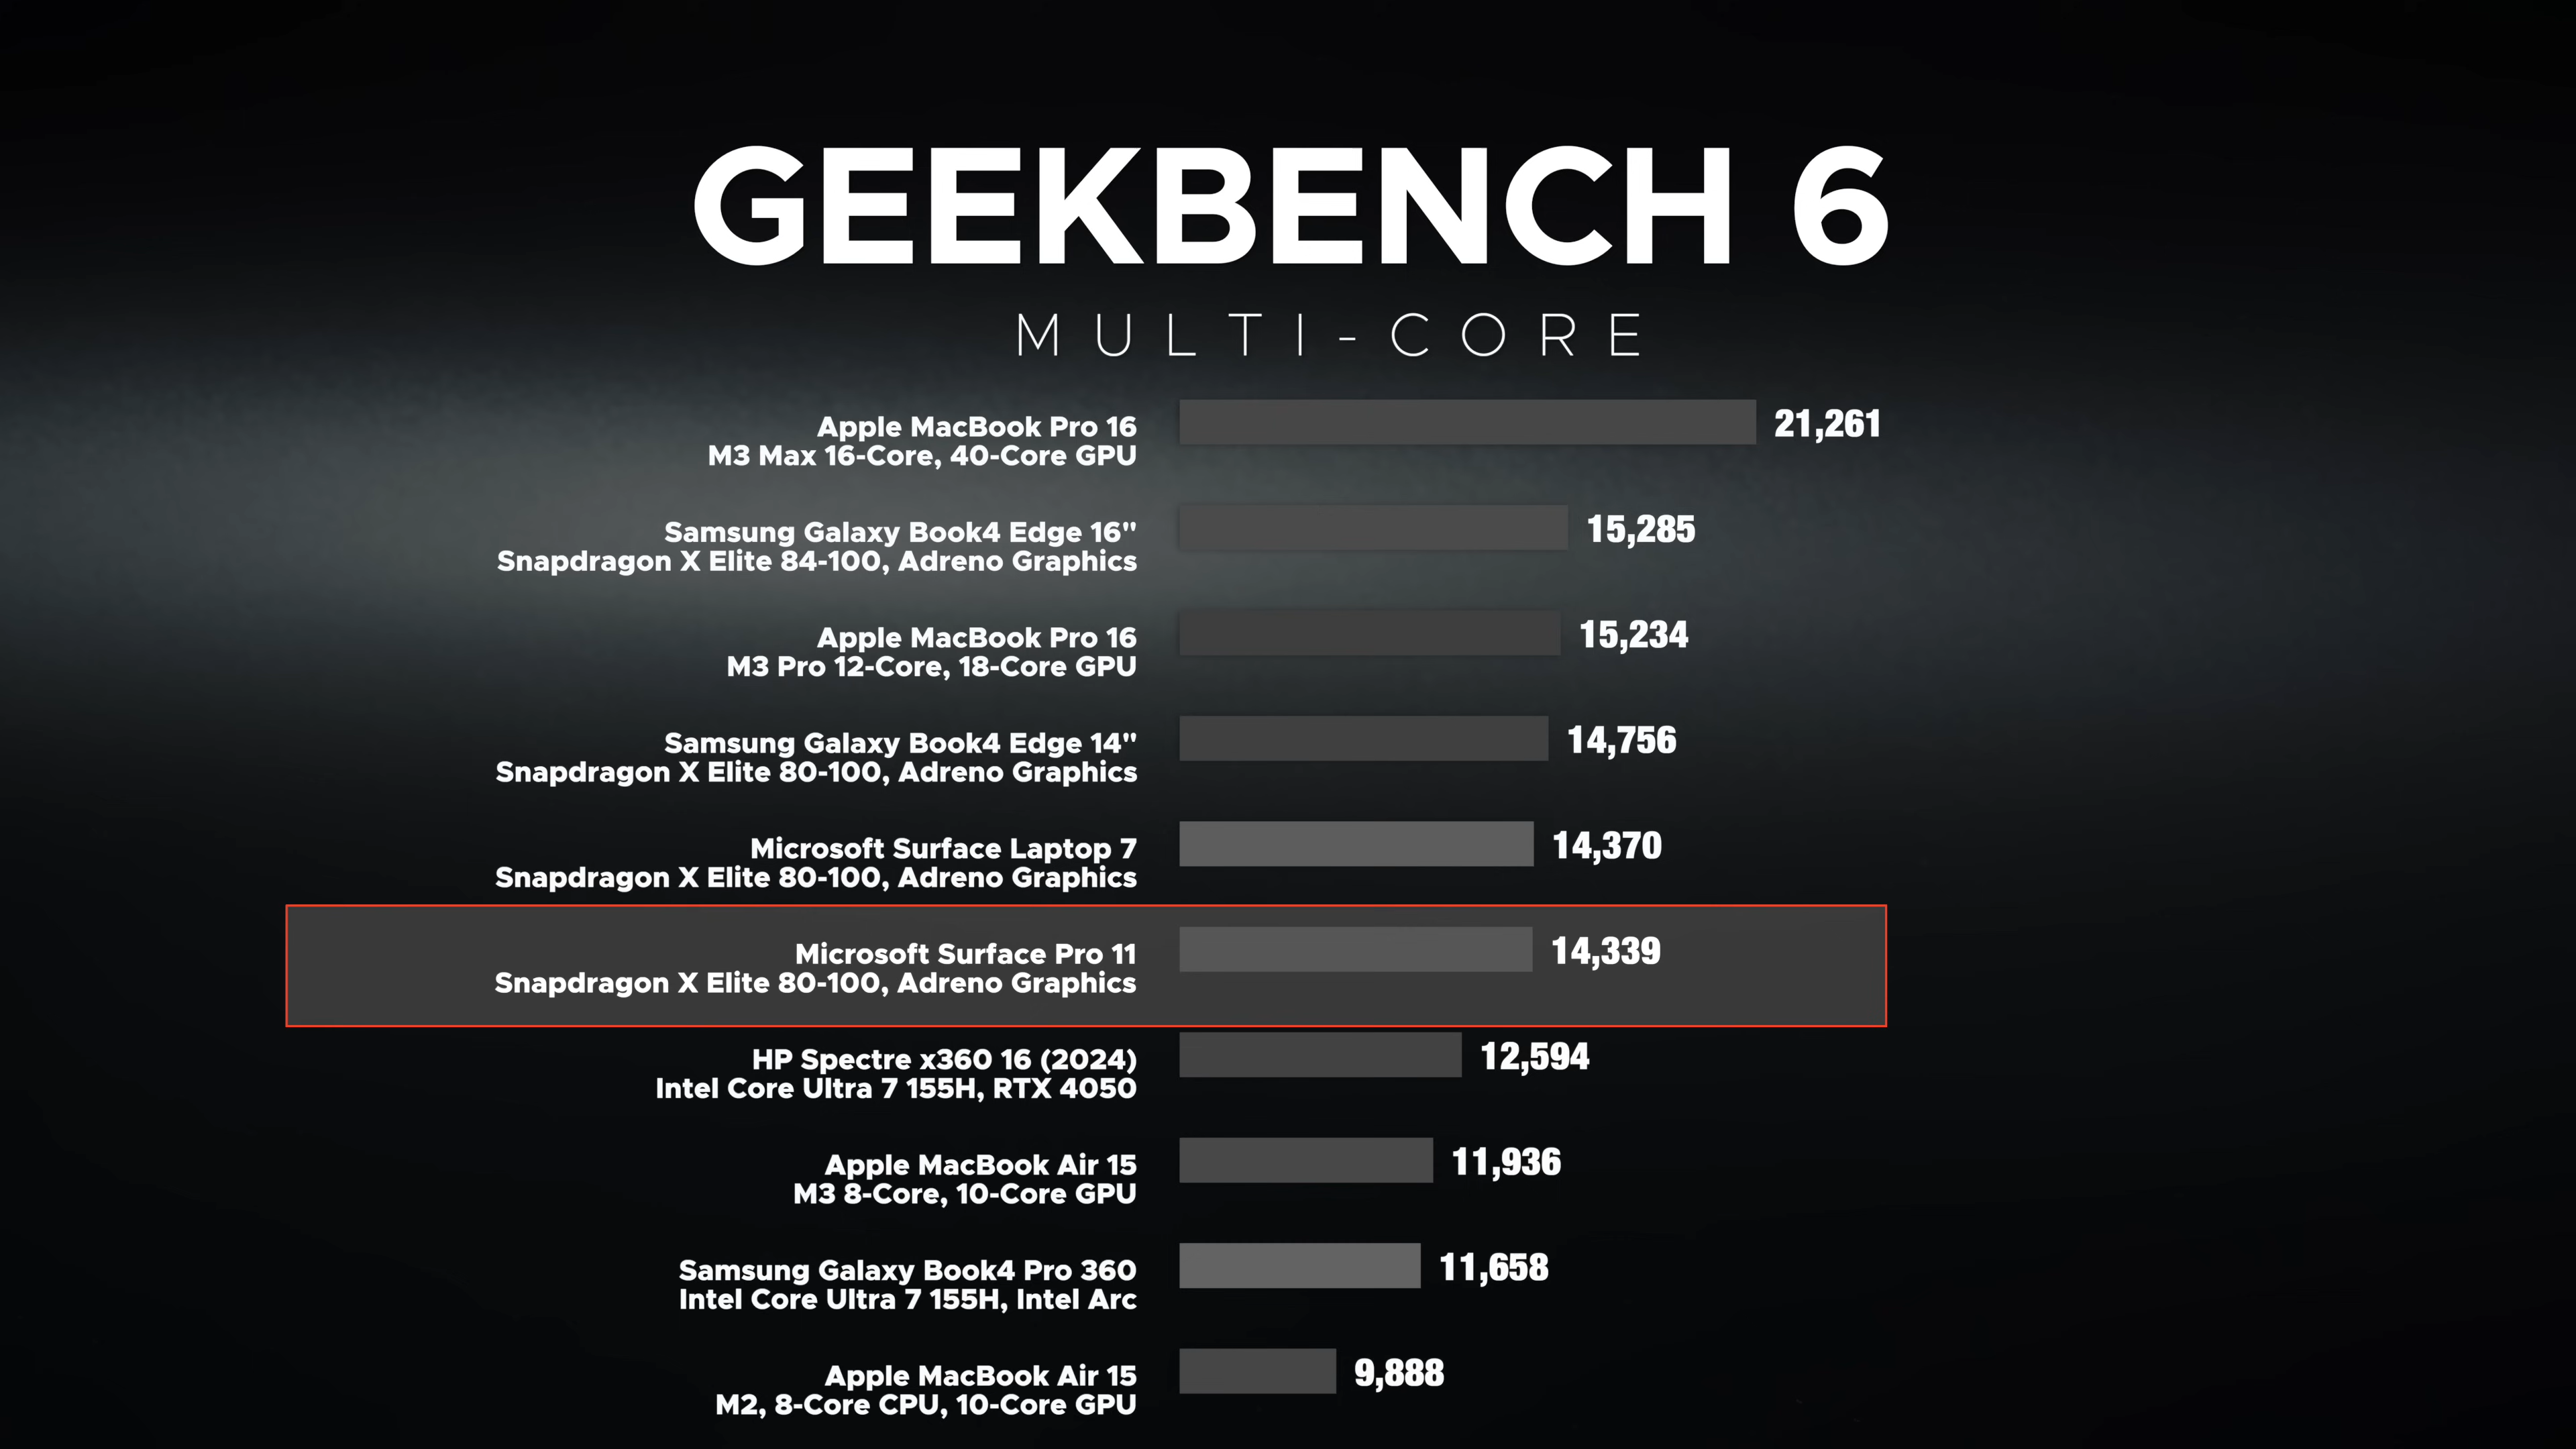 GEEKBENCH 6
MULTI-CORE
Apple MacBook Pro 16
M3 Max 16-Core, 40-Core GPU
21,261
Samsung Galaxy Book4 Edge 16"
Snapdragon X Elite 84-100, Adreno Graphics
15,285
Apple MacBook Pro 16
M3 Pro 12-Core, 18-Core GPU
15,234
Samsung Galaxy Book4 Edge 14"
Snapdragon X Elite 80-100, Adreno Graphics
14,756
Microsoft Surface Laptop 7
Snapdragon X Elite 80-100, Adreno Graphics
14,370
Microsoft Surface Pro 11
Snapdragon X Elite 80-100, Adreno Graphics
14,339
HP Spectre x360 16 (2024)
Intel Core Ultra 7 155H, RTX 4050
12,594
Apple MacBook Air 15
M3 8-Core, 10-Core GPU
11,936
Samsung Galaxy Book4 Pro 360
Intel Core Ultra 7 155H, Intel Arc
11,658
Apple MacBook Air 15
M2, 8-Core CPU, 10-Core GPU
9,888